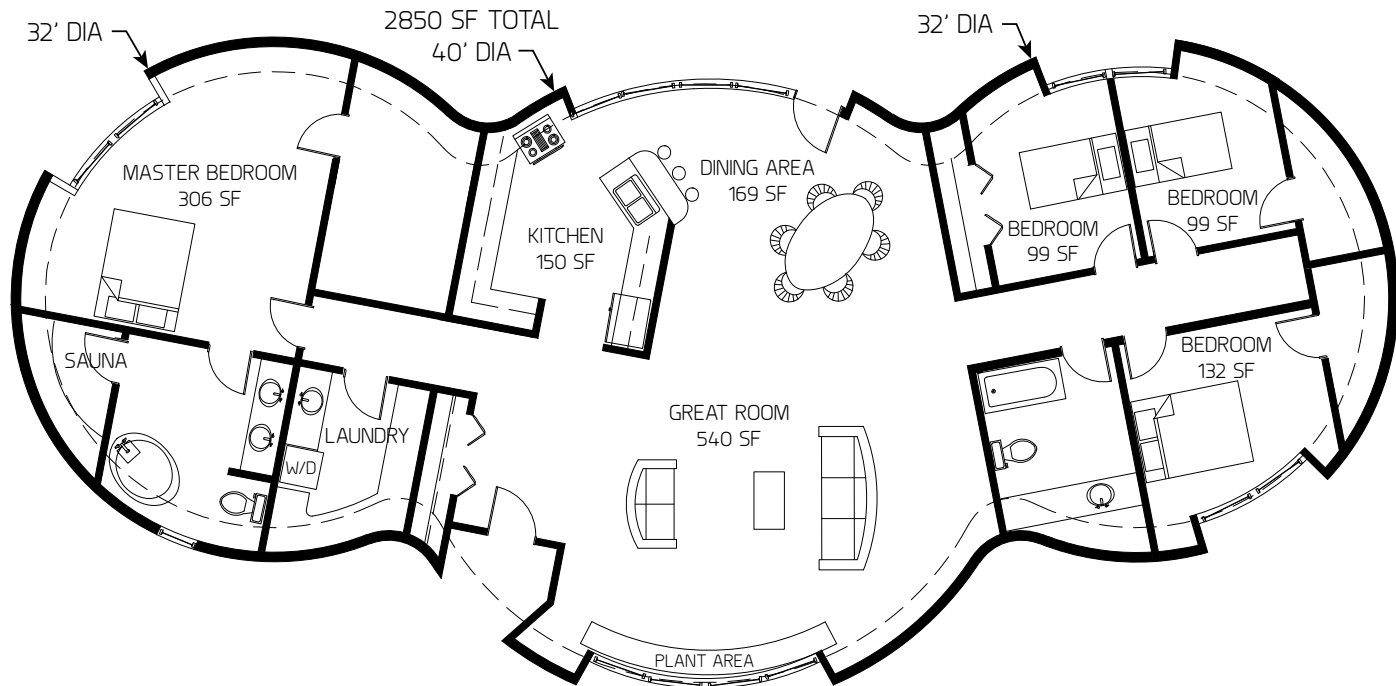 32' DIA
2850 SF TOTAL
40' DIA
32' DIA
MASTER BEDROOM
306 SF
DINING AREA
169 SF
KITCHEN
150 SF
BEDROOM
99 SF
BEDROOM
99 SF
SAUNA
LAUNDRY
W/D
GREAT ROOM
540 SF
BEDROOM
132 SF
PLANT AREA